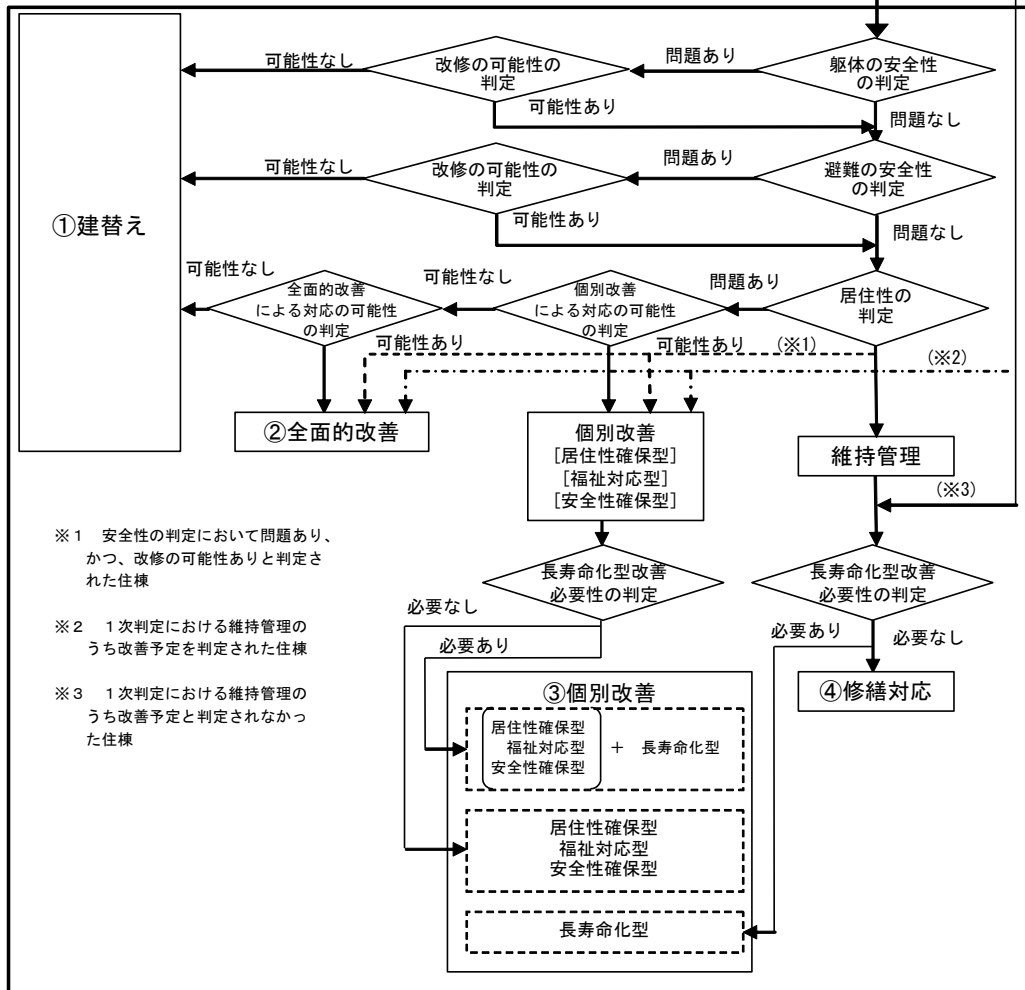 可能性なし
改修の可能性の
判定
問題あり
躯体の安全性
の判定
可能性あり
問題なし
可能性なし
改修の可能性の
判定
問題あり
避難の安全性
の判定
①建替え
可能性あり
問題なし
可能性なし
全面的改善
による対応の可能性
の判定
可能性なし
個別改善
による対応の可能性
の判定
問題あり
居住性の
判定
可能性あり
可能性あり
(※1)
(※2)
②全面的改善
個別改善
[居住性確保型]
[福祉対応型]
[安全性確保型]
維持管理
(※3)
※1 安全性の判定において問題あり、
かつ、改修の可能性ありと判定さ
れた住棟
※2 1次判定における維持管理の
うち改善予定を判定された住棟
※3 1次判定における維持管理の
うち改善予定と判定されなかっ
た住棟
長寿命化型改善
必要性の判定
長寿命化型改善
必要性の判定
必要なし
必要あり
必要あり
必要なし
③個別改善
④修繕対応
居住性確保型
福祉対応型
安全性確保型
+ 長寿命化型
居住性確保型
福祉対応型
安全性確保型
長寿命化型